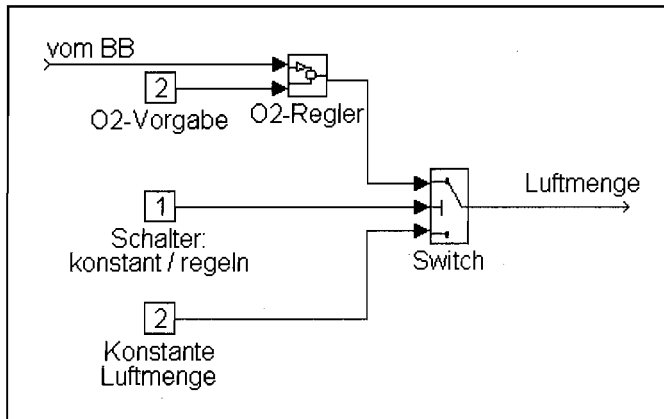 vom BB
2
O2-Vorgabe
O2-Regler
1
Schalter:
konstant / regeln
Switch
Luftmenge
2
Konstante
Luftmenge